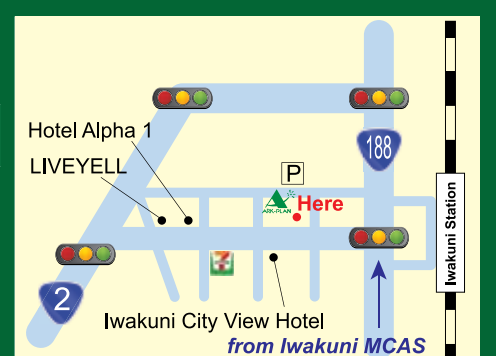 188
Hotel Alpha 1
LIVEYELL
P
ARK-PLAN
Here
Iwakuni Station
2
Iwakuni City View Hotel
from Iwakuni MCAS